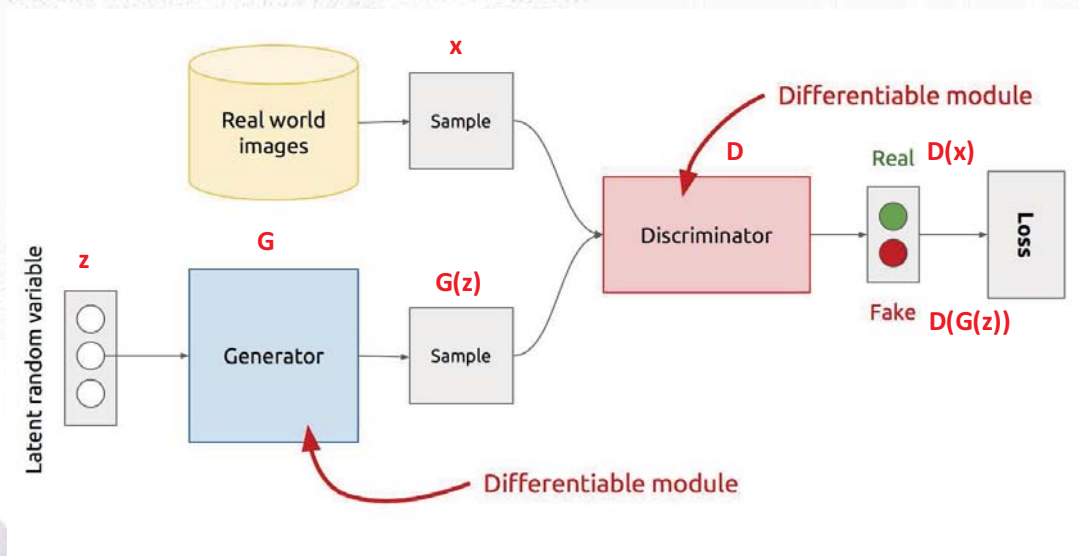 x
Differentiable module
Real world
images
Sample
D
Real D(x)
Discriminator
Loss
G
z
G(z)
Fake D(G(z))
Latent random variable
Generator
Sample
Differentiable module